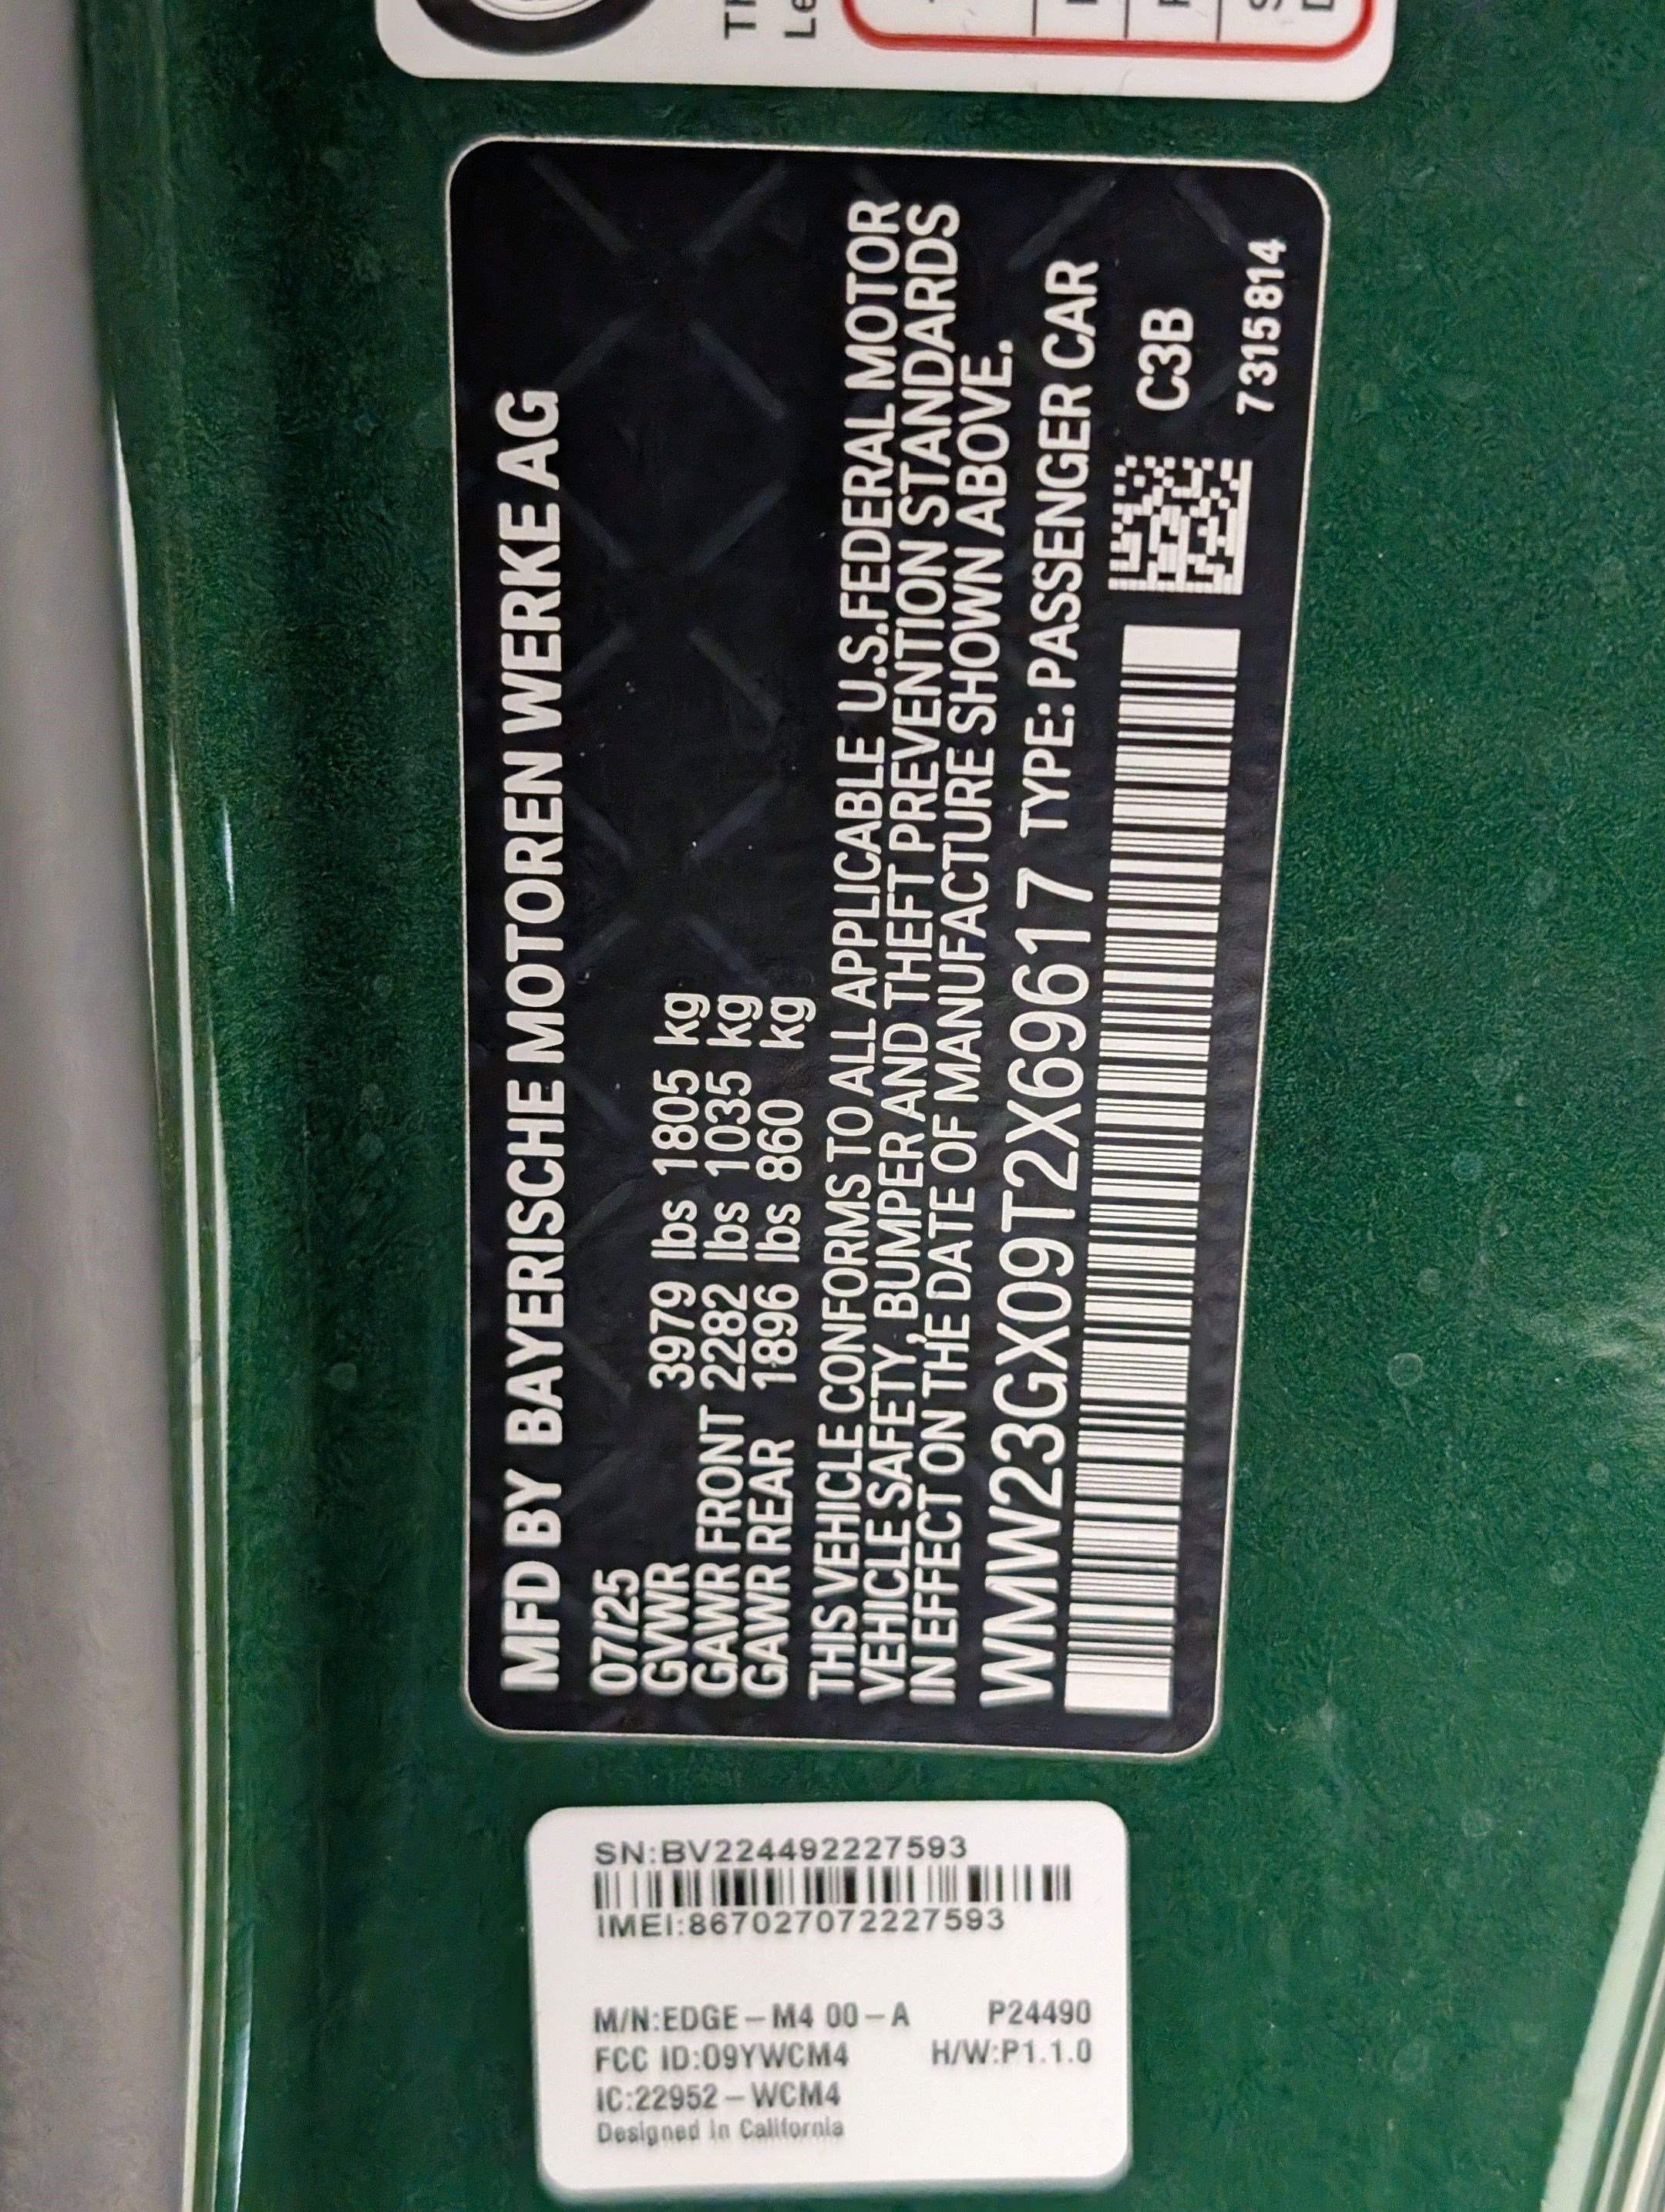 MFD BY BAYERISCHE MOTOREN WERKE AG
07/25
GVWR 3979 lbs 1805 kg
GAWR FRONT 2282 lbs 1035 kg
GAWR REAR 1896 lbs 860 kg
THIS VEHICLE CONFORMS TO ALL APPLICABLE U.S.FEDERAL MOTOR
VEHICLE SAFETY, BUMPER AND THEFT PREVENTION STANDARDS
IN EFFECT ON THE DATE OF MANUFACTURE SHOWN ABOVE.
WMW23GX09T2X69617 TYPE: PASSENGER CAR
C3B
7315814
SN:BV224492227593
IMEI:867027072227593
M/N:EDGE-M4 00-A P24490
FCC ID:O9YWCM4 H/W:P1.1.0
IC:22952-WCM4
Designed in California